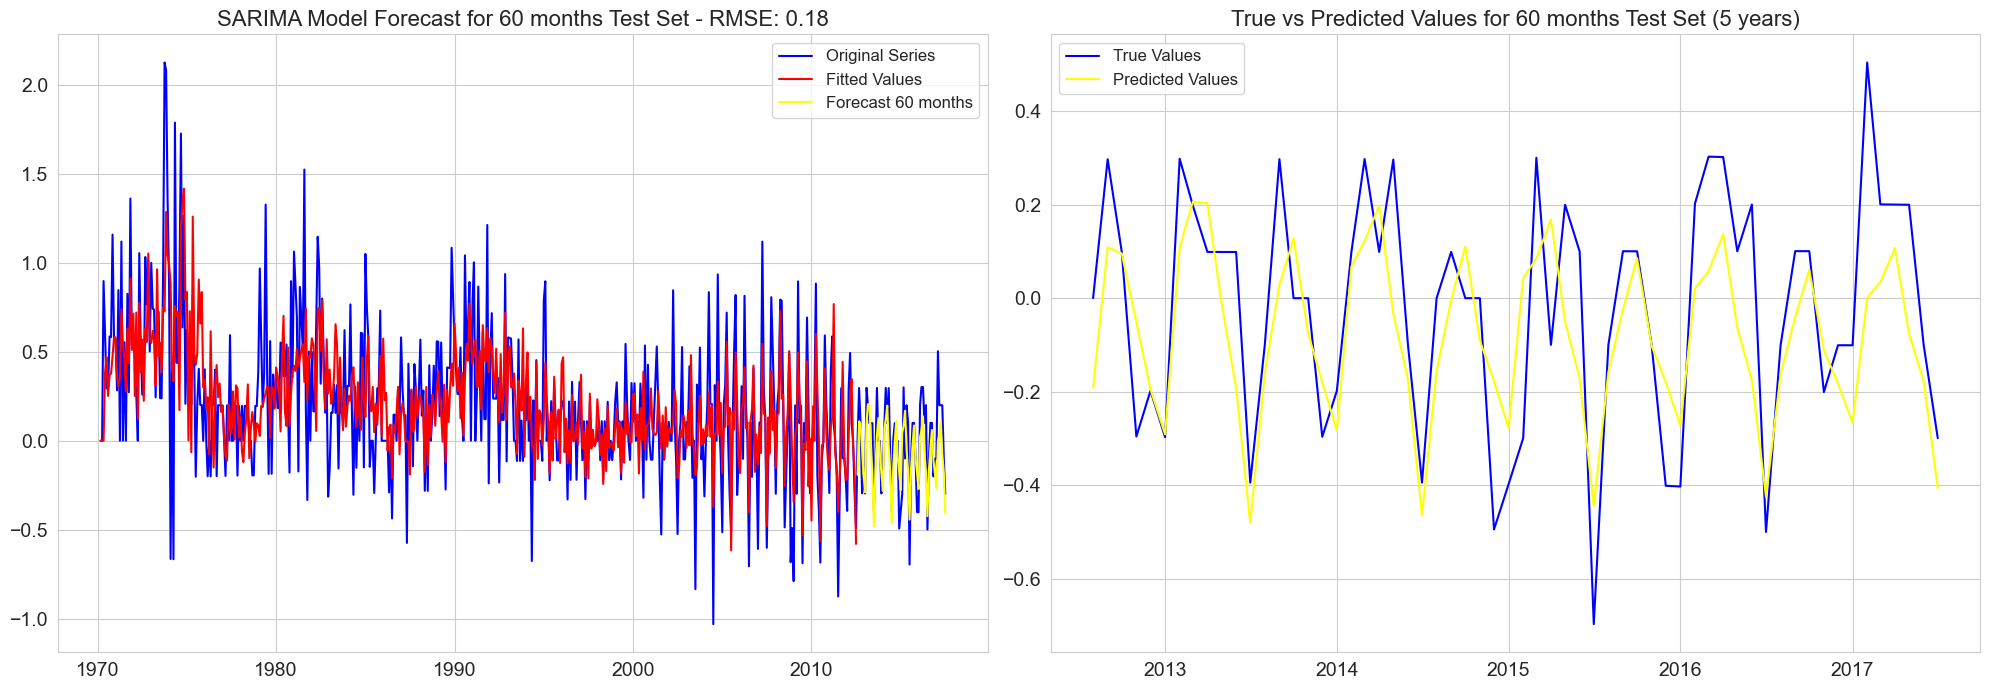 SARIMA Model Forecast for 60 months Test Set - RMSE: 0.18
Original Series
Fitted Values
Forecast 60 months
2.0
1.5
1.0
0.5
0.0
−0.5
−1.0
1970 1980 1990 2000 2010
True vs Predicted Values for 60 months Test Set (5 years)
True Values
Predicted Values
0.4
0.2
0.0
−0.2
−0.4
−0.6
2013 2014 2015 2016 2017